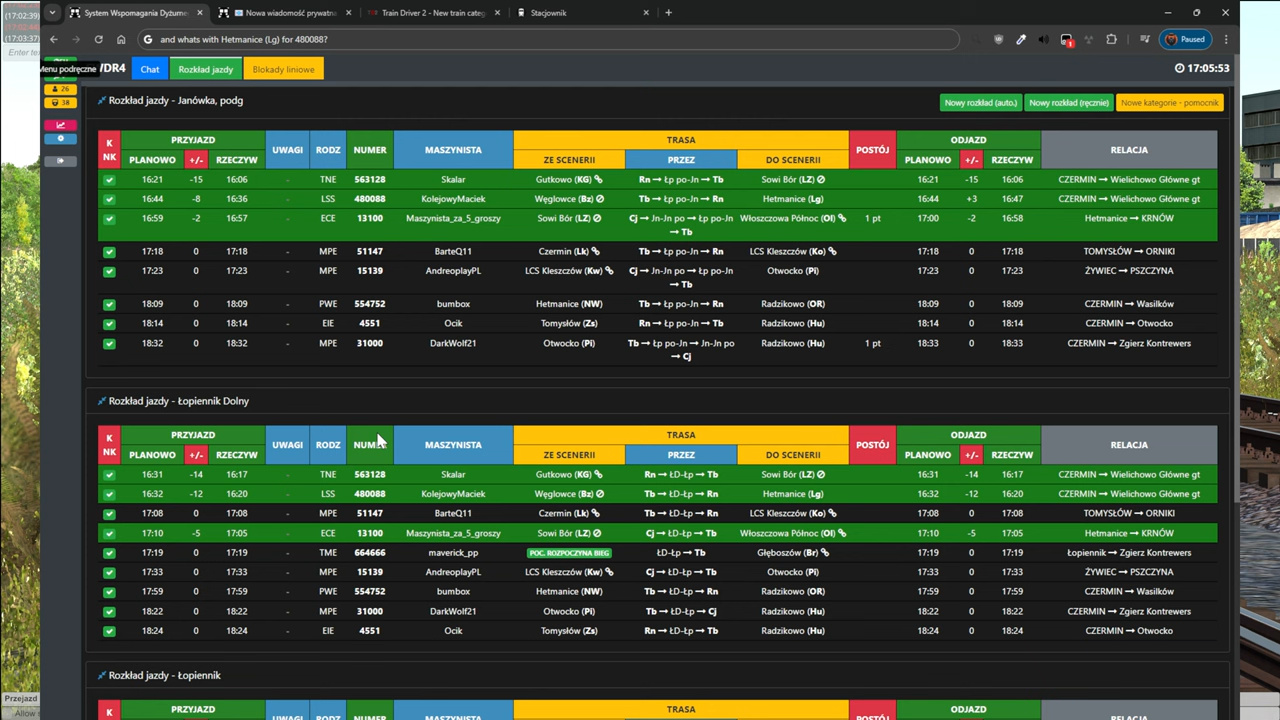 (17:02:39)
(17:03:37)
Enter te
System Wspomagania Dyżurne
Nowa wiadomość prywatn
Train Driver 2 - New tra categ
Stacjownik
and whats with Hetmanice (Lg) for 480088?
Paused
Menu podręczne
DR4 Chat Rozkład jazdy Blokady liniowe
17:05:53
26
30
Rozkład jazdy - Janówka, podg
Nowy rozkład (auto.) Nowy rozkład (ręcznie) Nowe kategorie - pomocnik
K NK PRZYJAZD UWAGI RODZ NUMER MASZYNISTA TRASA POSTÓJ ODJAZD RELACJA
PLANOWO +/- RZECZYW ZE SCENERII PRZEZ DO SCENERII PLANOWO +/- RZECZYW
16:21 -15 16:06 - TNE 563128 Skalar Gutkowo (KG) Rn → Łp po-Jn → Tb Sowi Bór (LZ) 16:21 -15 16:06 CZERMIN → Wielichowo Główne gt
16:44 -8 16:36 - LSS 480088 KolejowyMaciek Węglowce (Bz) Tb → Łp po-Jn → Rn Hetmanice (Lg) 16:44 +3 16:47 CZERMIN → Wielichowo Główne gt
16:59 -2 16:57 - ECE 13100 Maszynista_za_5_groszy Sowi Bór (LZ) Cj → Jn-Jn po → Łp po-Jn → Tb Włoszczowa Północ (Ol) 1 pt 17:00 -2 16:58 Hetmanice → KRNÓW
17:18 0 17:18 - MPE 51147 BarteQ11 Czermin (Lk) Tb → Łp po-Jn → Rn LCS Kleszczów (Ko) 17:18 0 17:18 TOMYSŁÓW → ORNIKI
17:23 0 17:23 - MPE 15139 AndreoplayPL LCS Kleszczów (Kw) Cj → Jn-Jn po → Łp po-Jn → Tb Otwocko (Pi) 17:23 0 17:23 ŻYWIEC → PSZCZYNA
18:09 0 18:09 - PWE 554752 bumbox Hetmanice (NW) Tb → Łp po-Jn → Rn Radzikowo (OR) 18:09 0 18:09 CZERMIN → Wasilków
18:14 0 18:14 - EIE 4551 Ocik Tomysłów (Zs) Rn → Łp po-Jn → Tb Radzikowo (Hu) 18:14 0 18:14 CZERMIN → Otwocko
18:32 0 18:32 - MPE 31000 DarkWolf21 Otwocko (Pi) Tb → Łp po-Jn → Jn-Jn po → Cj Radzikowo (Hu) 1 pt 18:33 0 18:33 CZERMIN → Zgierz Kontrewers
Rozkład jazdy - Łopiennik Dolny
K NK PRZYJAZD UWAGI RODZ NUM MASZYNISTA TRASA POSTÓJ ODJAZD RELACJA
PLANOWO +/- RZECZYW ZE SCENERII PRZEZ DO SCENERII PLANOWO +/- RZECZYW
16:31 -14 16:17 - TNE 563128 Skalar Gutkowo (KG) Rn → ŁD-Łp → Tb Sowi Bór (LZ) 16:31 -14 16:17 CZERMIN → Wielichowo Główne gt
16:32 -12 16:20 - LSS 480088 KolejowyMaciek Węglowce (Bz) Tb → ŁD-Łp → Rn Hetmanice (Lg) 16:32 -12 16:20 CZERMIN → Wielichowo Główne gt
17:08 0 17:08 - MPE 51147 BarteQ11 Czermin (Lk) Tb → ŁD-Łp → Rn LCS Kleszczów (Ko) 17:08 0 17:08 TOMYSŁÓW → ORNIKI
17:10 -5 17:05 - ECE 13100 Maszynista_za_5_groszy Sowi Bór (LZ) Cj → ŁD-Łp → Tb Włoszczowa Północ (Ol) 17:10 -5 17:05 Hetmanice → KRNÓW
17:19 0 17:19 - TME 664666 maverick_pp POC. ROZPOCZYNA BIEG ŁD-Łp → Tb Głęboszów (Br) 17:19 0 17:19 Łopiennik → Zgierz Kontrewers
17:33 0 17:33 - MPE 15139 AndreoplayPL LCS Kleszczów (Kw) Cj → ŁD-Łp → Tb Otwocko (Pi) 17:33 0 17:33 ŻYWIEC → PSZCZYNA
17:59 0 17:59 - PWE 554752 bumbox Hetmanice (NW) Tb → ŁD-Łp → Rn Radzikowo (OR) 17:59 0 17:59 CZERMIN → Wasilków
18:22 0 18:22 - MPE 31000 DarkWolf21 Otwocko (Pi) Tb → ŁD-Łp → Cj Radzikowo (Hu) 18:22 0 18:22 CZERMIN → Zgierz Kontrewers
18:24 0 18:24 - EIE 4551 Ocik Tomysłów (Zs) Rn → ŁD-Łp → Tb Radzikowo (Hu) 18:24 0 18:24 CZERMIN → Otwocko
Rozkład jazdy - Łopiennik
K PRZYJAZD UWAGI RODZ NUMER MASZYNISTA TRASA POSTÓJ ODJAZD RELACJA
Przejazd
Allow s